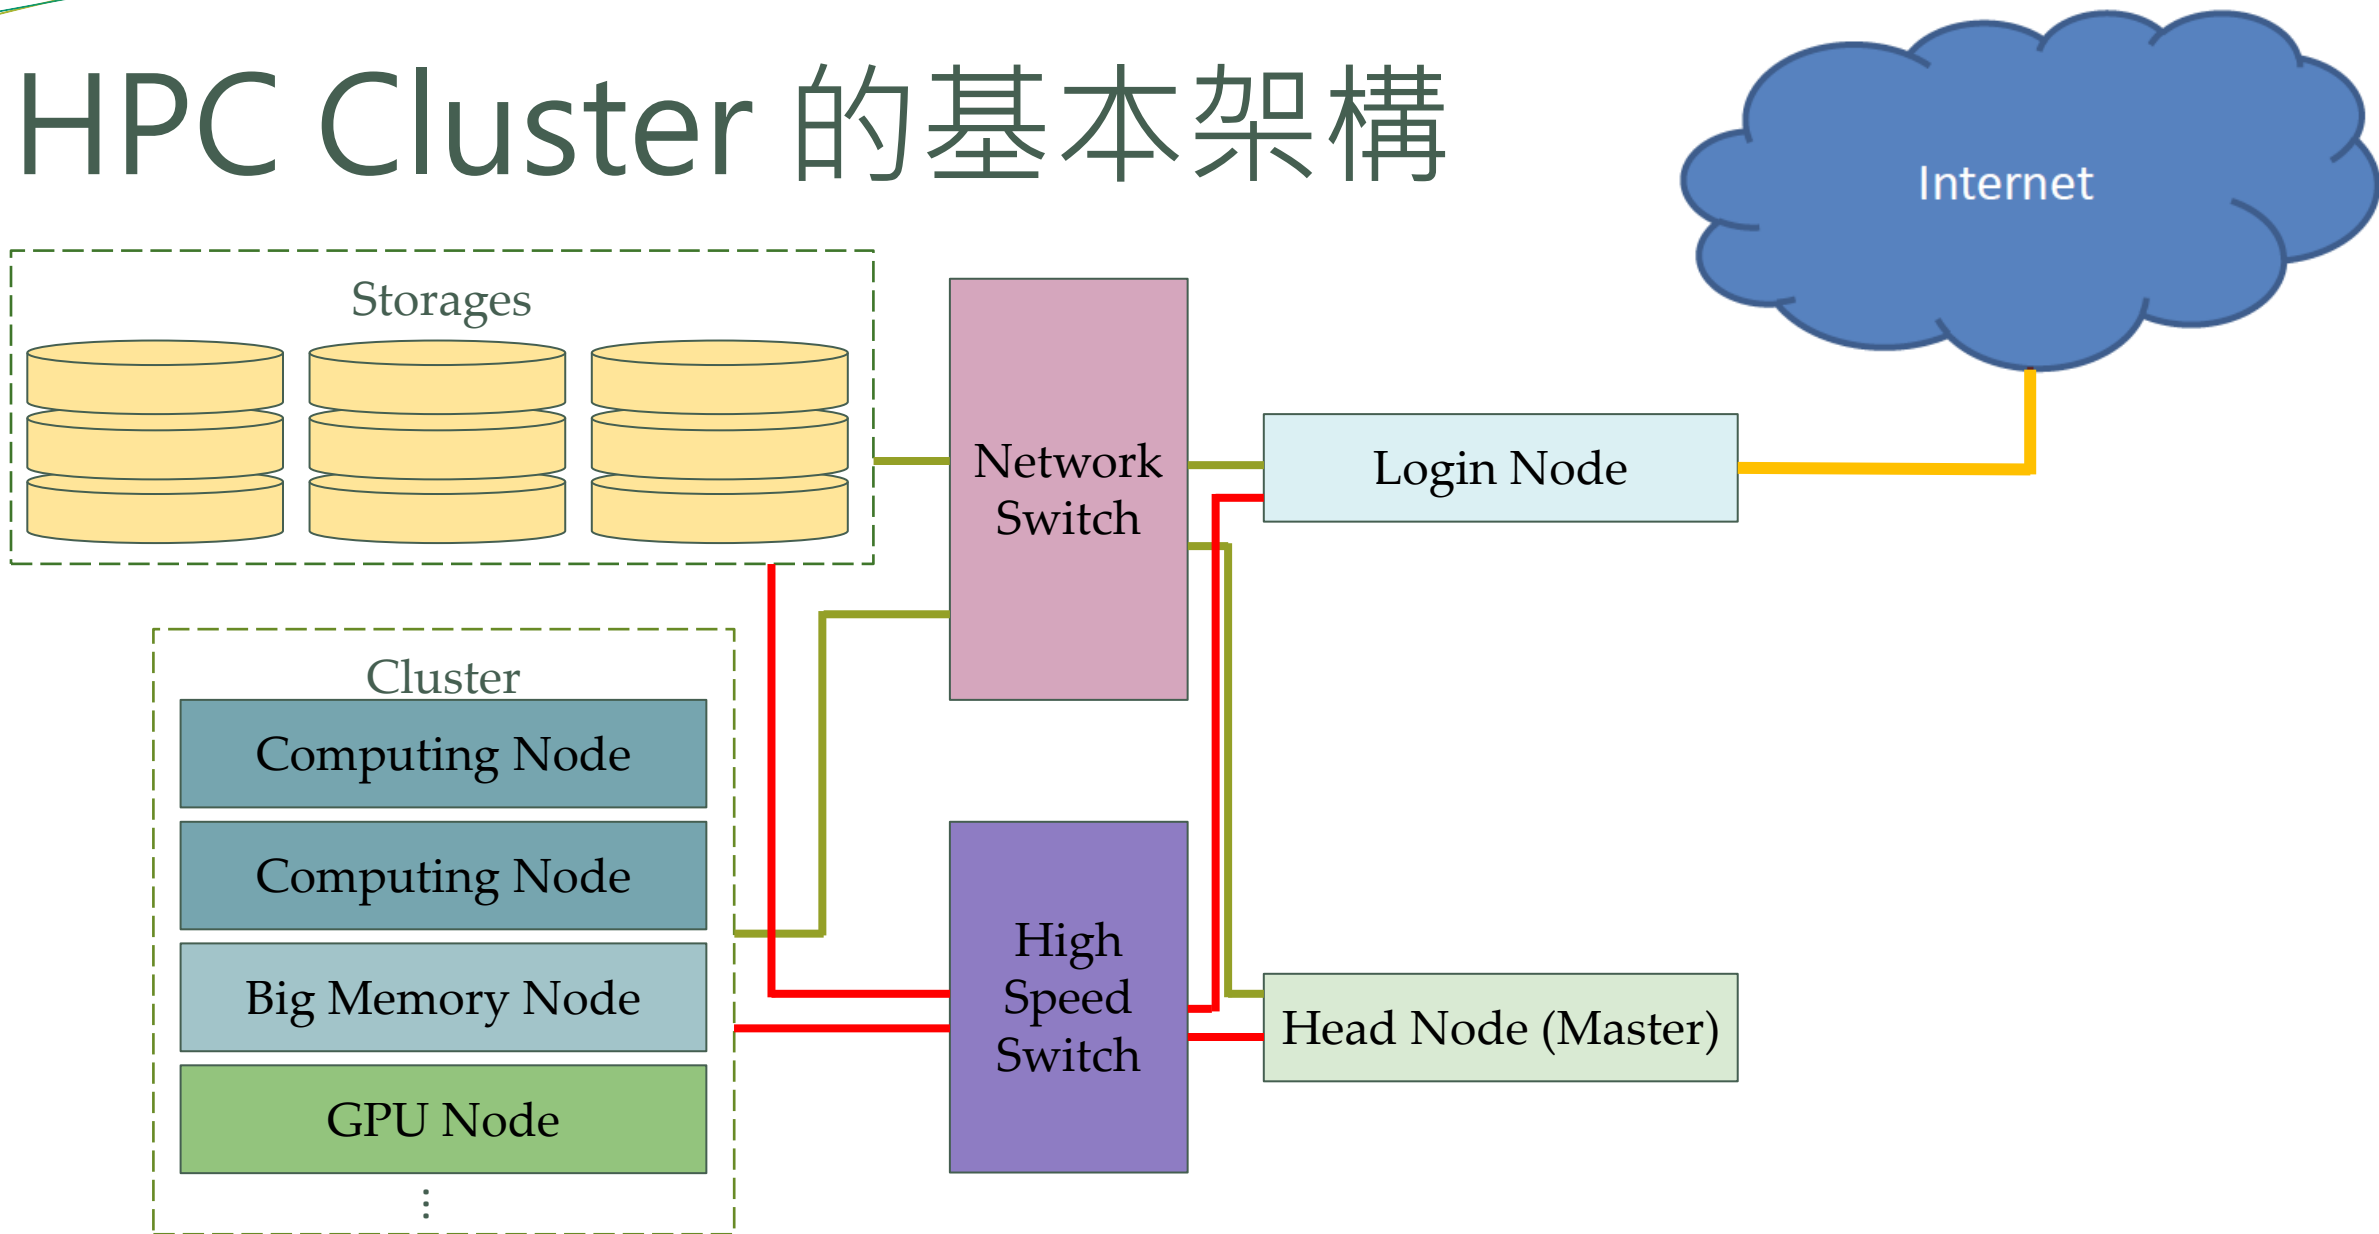 HPC Cluster 的基本架構
Internet
Storages
Network
Switch
Login Node
Cluster
Computing Node
Computing Node
Big Memory Node
GPU Node
⋮
High
Speed
Switch
Head Node (Master)